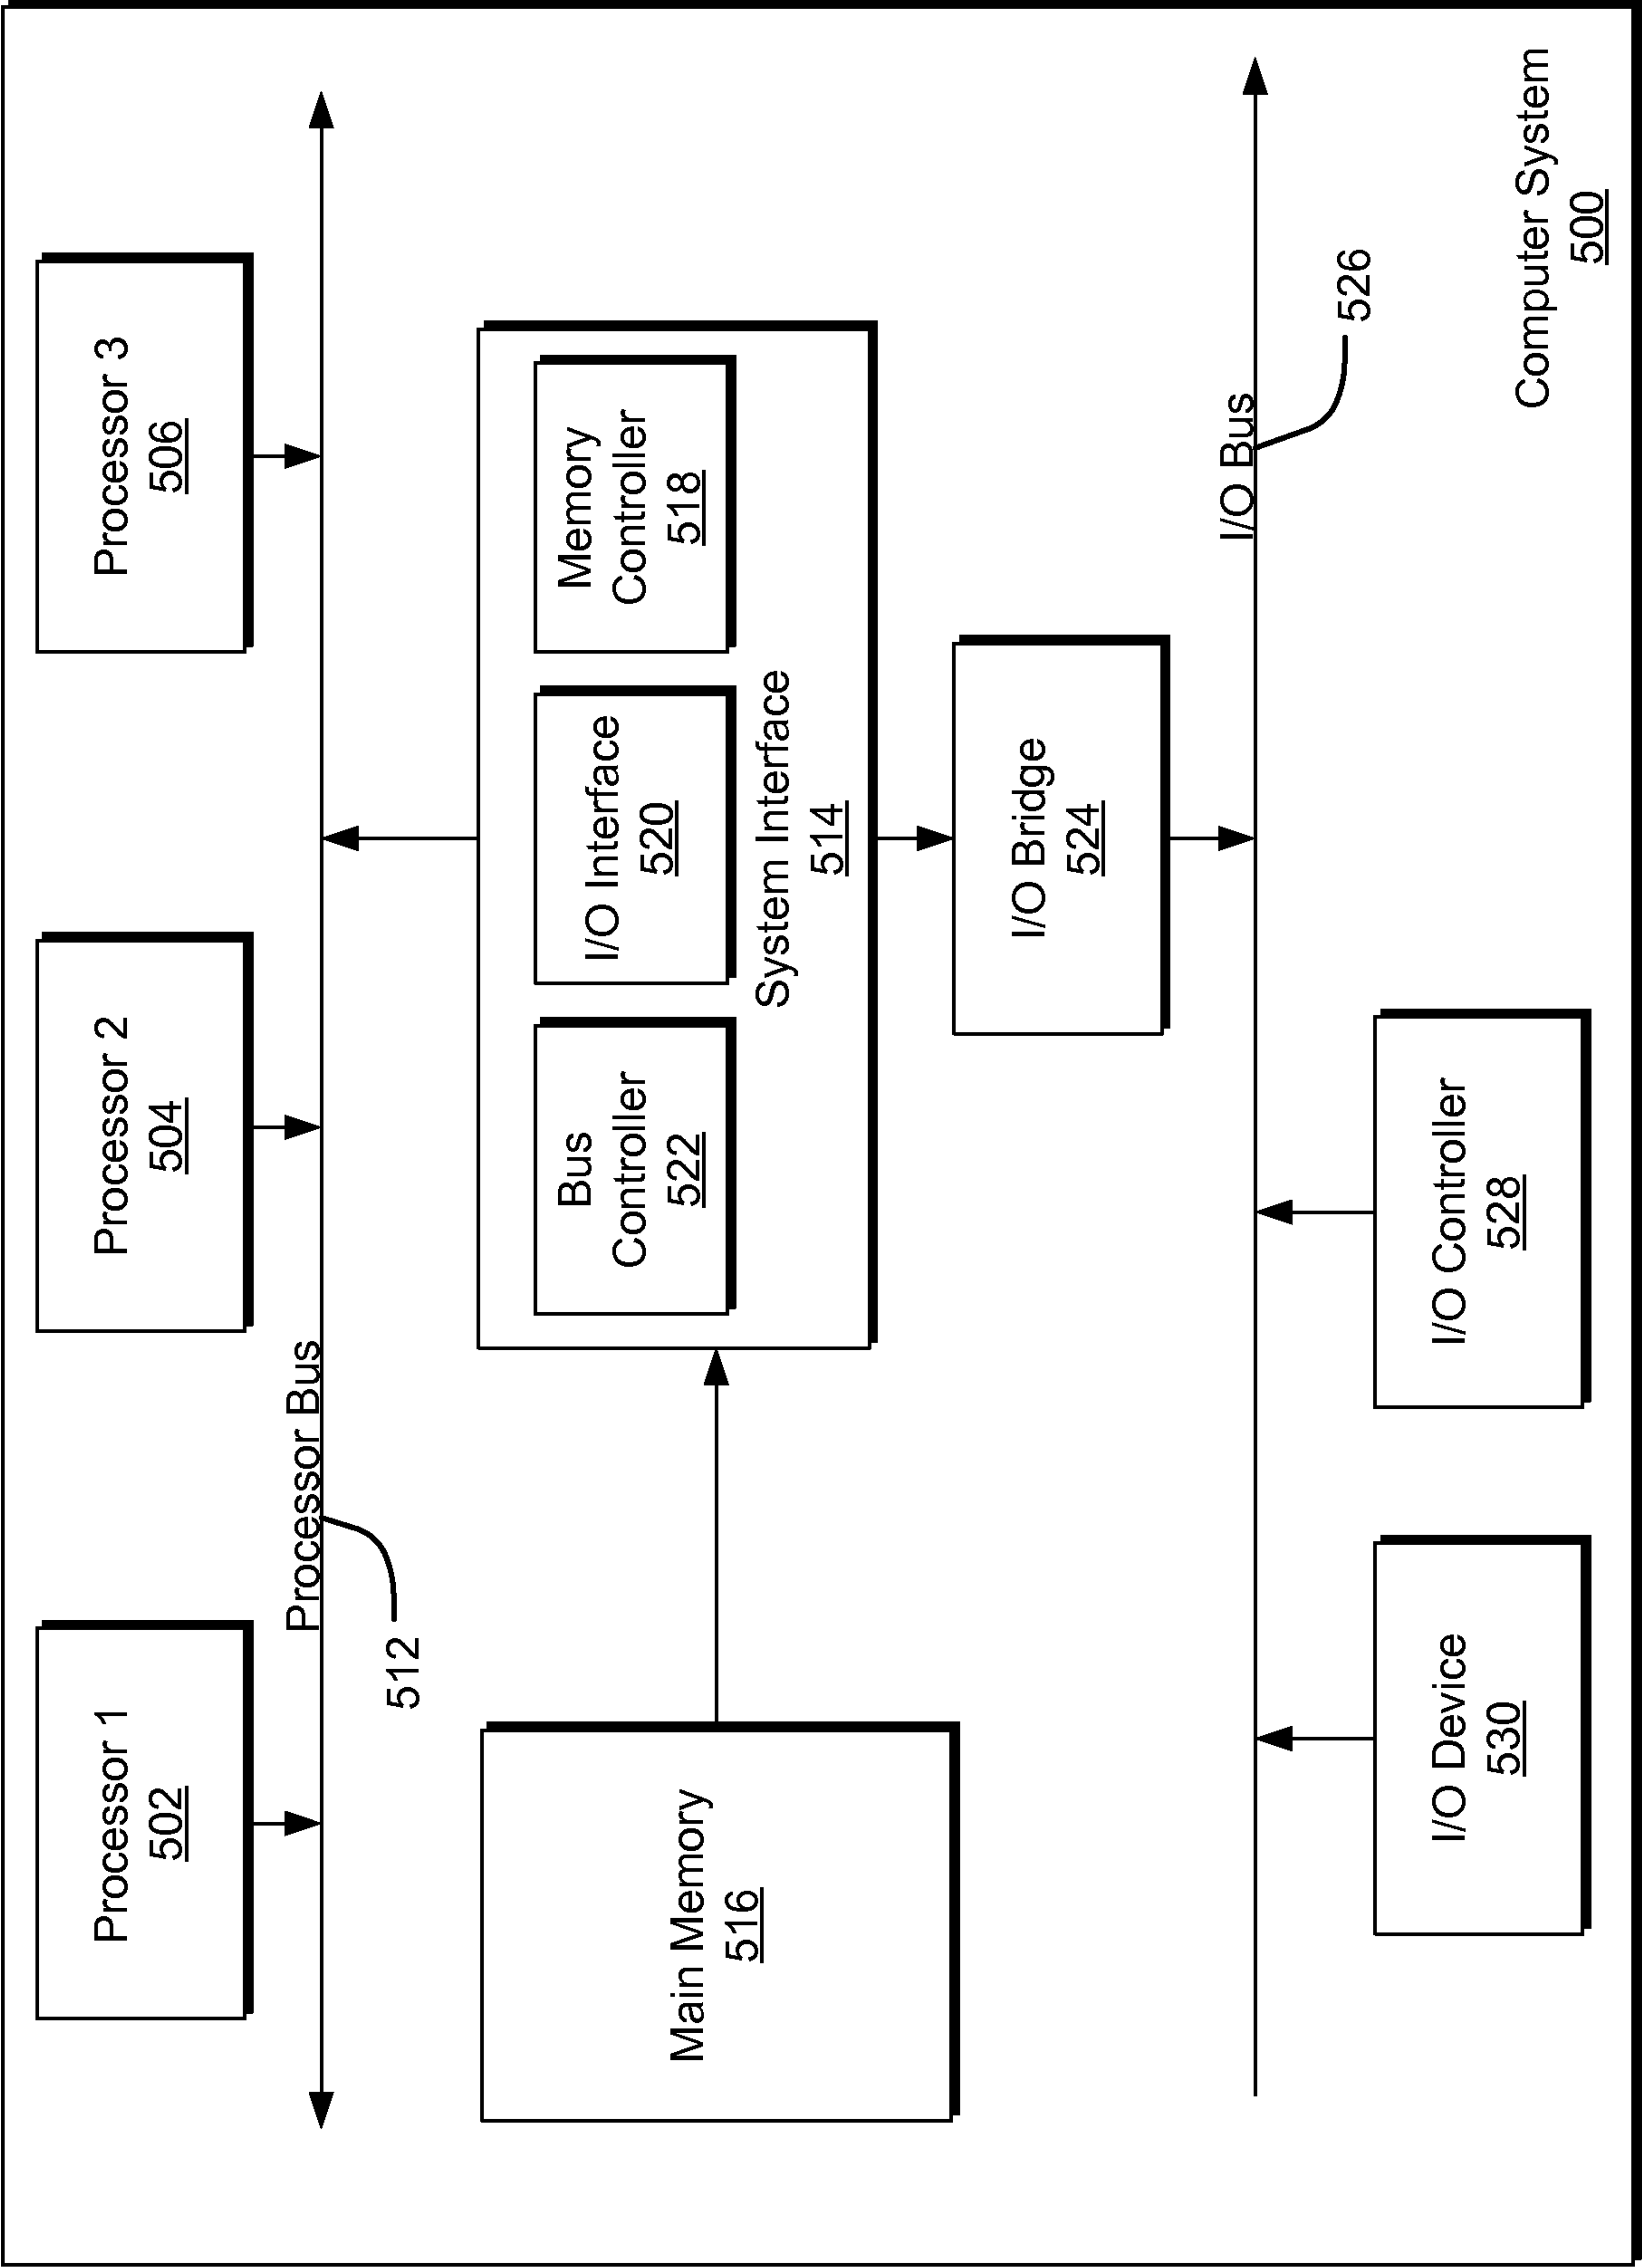 Processor 1
502
Processor 2
504
Processor 3
506
Processor Bus
512
Main Memory
516
Bus
Controller
522
I/O Interface
520
Memory
Controller
518
System Interface
514
I/O Bridge
524
I/O Bus
526
I/O Device
530
I/O Controller
528
Computer System
500